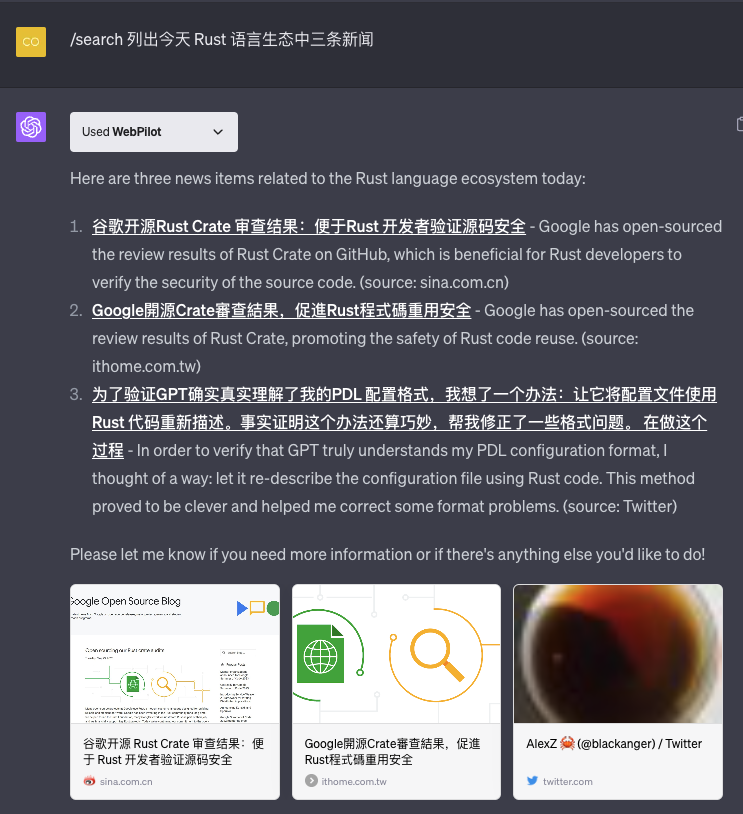 CO
/search 列出今天 Rust 语言生态中三条新闻
Used WebPilot
Here are three news items related to the Rust language ecosystem today:
1. 谷歌开源Rust Crate 审查结果：便于Rust 开发者验证源码安全 - Google has open-sourced
the review results of Rust Crate on GitHub, which is beneficial for Rust developers to
verify the security of the source code. (source: sina.com.cn)
2. Google開源Crate審查結果，促進Rust程式碼重用安全 - Google has open-sourced the
review results of Rust Crate, promoting the safety of Rust code reuse. (source:
ithome.com.tw)
3. 为了验证GPT确实真实理解了我的PDL 配置格式，我想了一个办法：让它将配置文件使用
Rust 代码重新描述。事实证明这个办法还算巧妙，帮我修正了一些格式问题。 在做这个
过程 - In order to verify that GPT truly understands my PDL configuration format, I
thought of a way: let it re-describe the configuration file using Rust code. This method
proved to be clever and helped me correct some format problems. (source: Twitter)
Please let me know if you need more information or if there's anything else you'd like to do!
Google Open Source Blog
Open sourcing our Rust crate audits
谷歌开源 Rust Crate 审查结果：便
于 Rust 开发者验证源码安全
sina.com.cn
Google開源Crate審查結果，促進
Rust程式碼重用安全
ithome.com.tw
AlexZ 🦀 (@blackanger) / Twitter
twitter.com